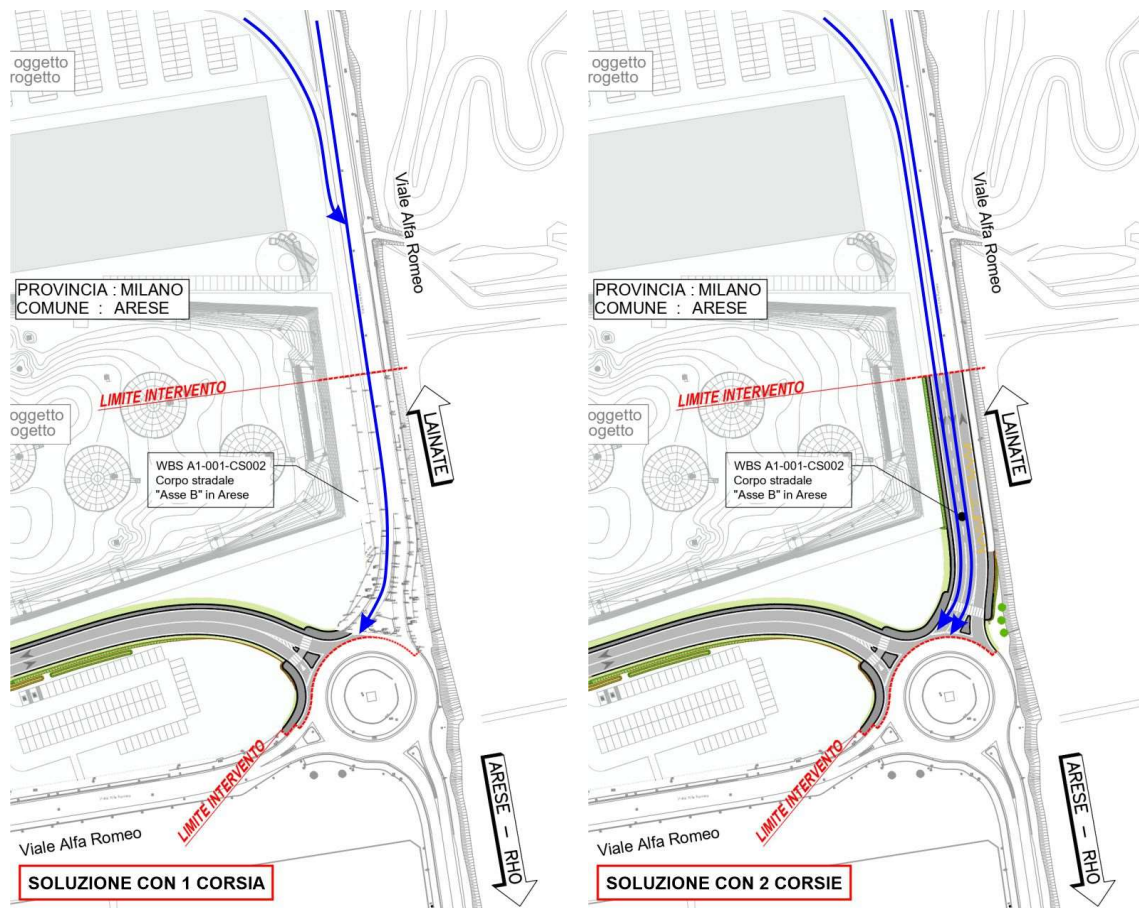 oggetto
rogetto
Viale Alfa Romeo
PROVINCIA : MILANO
COMUNE : ARESE
LIMITE INTERVENTO
LAINATE
oggetto
ogetto
WBS A1-001-CS002
Corpo stradale
"Asse B" in Arese
LIMITE INTERVENTO
ARESE – RHO
Viale Alfa Romeo
SOLUZIONE CON 1 CORSIA
oggetto
rogetto
Viale Alfa Romeo
PROVINCIA : MILANO
COMUNE : ARESE
LIMITE INTERVENTO
LAINATE
oggetto
ogetto
WBS A1-001-CS002
Corpo stradale
"Asse B" in Arese
LIMITE INTERVENTO
ARESE – RHO
Viale Alfa Romeo
SOLUZIONE CON 2 CORSIE